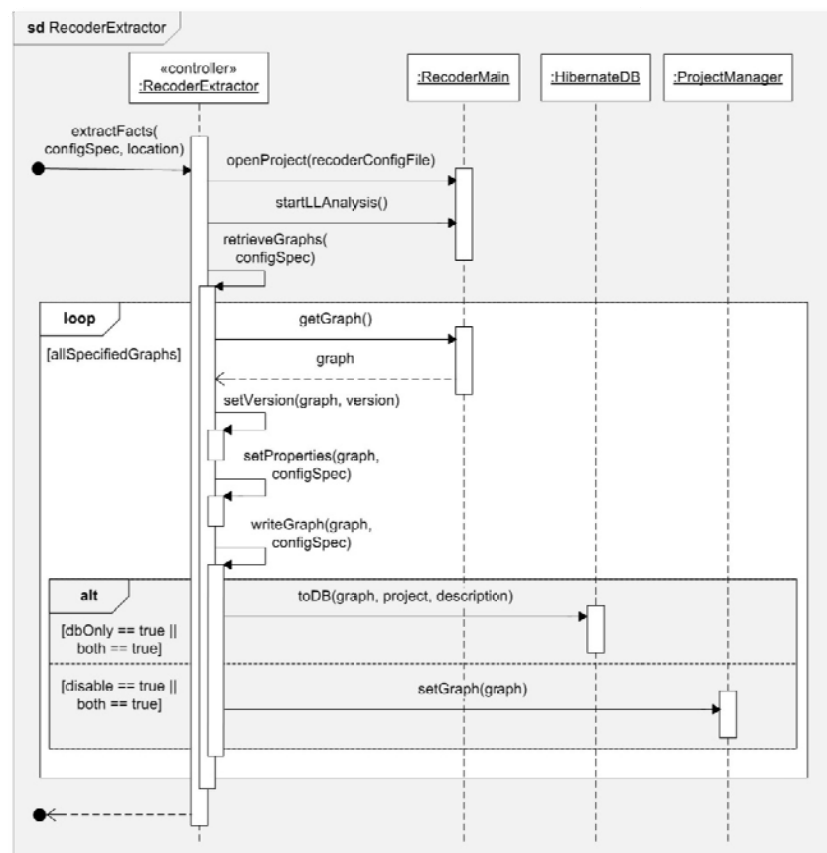 sd RecoderExtractor
«controller»
:RecoderExtractor
:RecoderMain
:HibernateDB
:ProjectManager
extractFacts(
configSpec, location)
openProject(recoderConfigFile)
startLLAnalysis()
retrieveGraphs(
configSpec)
loop
getGraph()
[allSpecifiedGraphs]
graph
setVersion(graph, version)
setProperties(graph,
configSpec)
writeGraph(graph,
configSpec)
alt
toDB(graph, project, description)
[dbOnly == true ||
both == true]
[disable == true ||
both == true]
setGraph(graph)